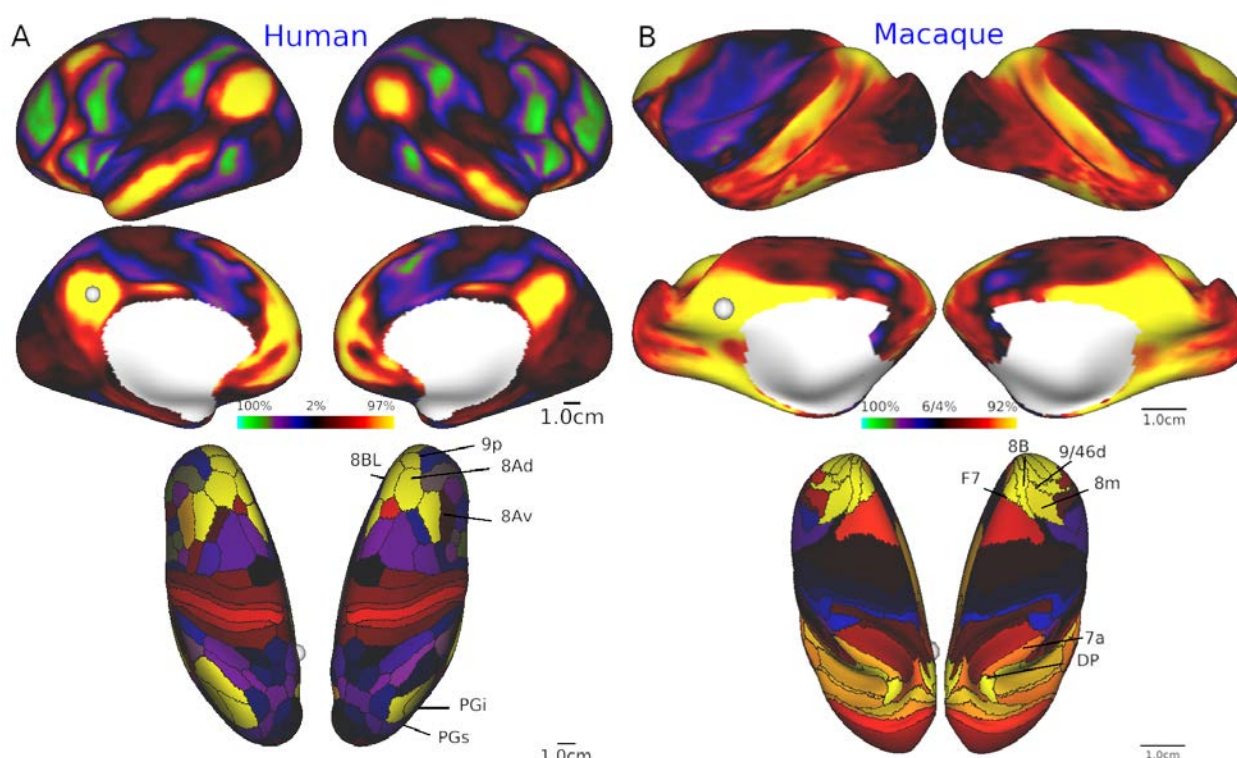 A Human
B Macaque
100% 2% 97%
1.0cm
100% 6/4% 92%
1.0cm
9p
8BL
8Ad
8Av
PGi
PGs
1.0cm
8B
9/46d
F7
8m
7a
DP
1.0cm